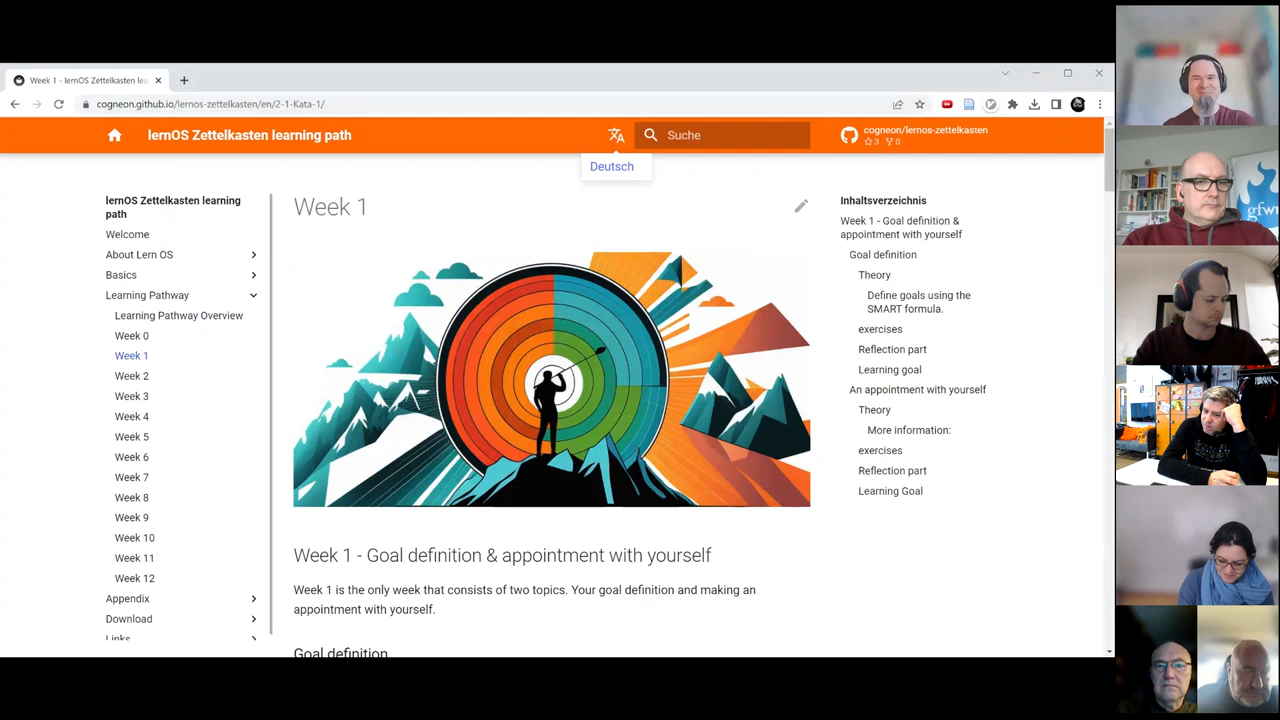 Week 1 - lernOS Zettelkasten lea
cogneon.github.io/lernos-zettelkasten/en/2-1-Kata-1/
lernOS Zettelkasten learning path
Suche
cogneon/lernos-zettelkasten
3 0
Deutsch
lernOS Zettelkasten learning
path
Welcome
About Lern OS
Basics
Learning Pathway
Learning Pathway Overview
Week 0
Week 1
Week 2
Week 3
Week 4
Week 5
Week 6
Week 7
Week 8
Week 9
Week 10
Week 11
Week 12
Appendix
Download
Links
Week 1
Week 1 - Goal definition & appointment with yourself
Week 1 is the only week that consists of two topics. Your goal definition and making an
appointment with yourself.
Goal definition
Inhaltsverzeichnis
Week 1 - Goal definition &
appointment with yourself
Goal definition
Theory
Define goals using the
SMART formula.
exercises
Reflection part
Learning goal
An appointment with yourself
Theory
More information:
exercises
Reflection part
Learning Goal
gfwm